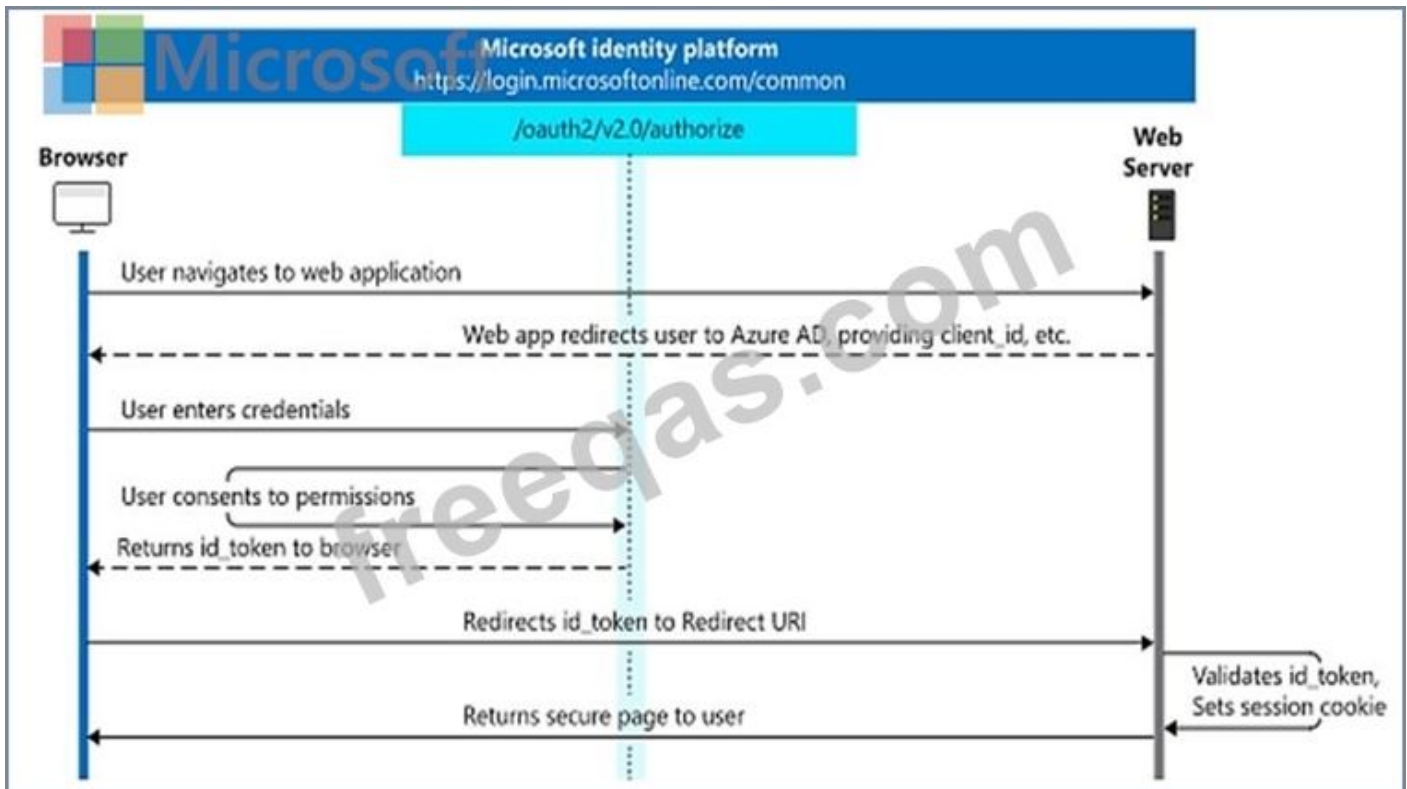 Microsoft
Microsoft identity platform
https://login.microsoftonline.com/common
/oauth2/v2.0/authorize
Browser
Web
Server
User navigates to web application
Web app redirects user to Azure AD, providing client_id, etc.
User enters credentials
User consents to permissions
Returns id_token to browser
Redirects id_token to Redirect URI
Validates id_token,
Sets session cookie
Returns secure page to user
freeqas.com